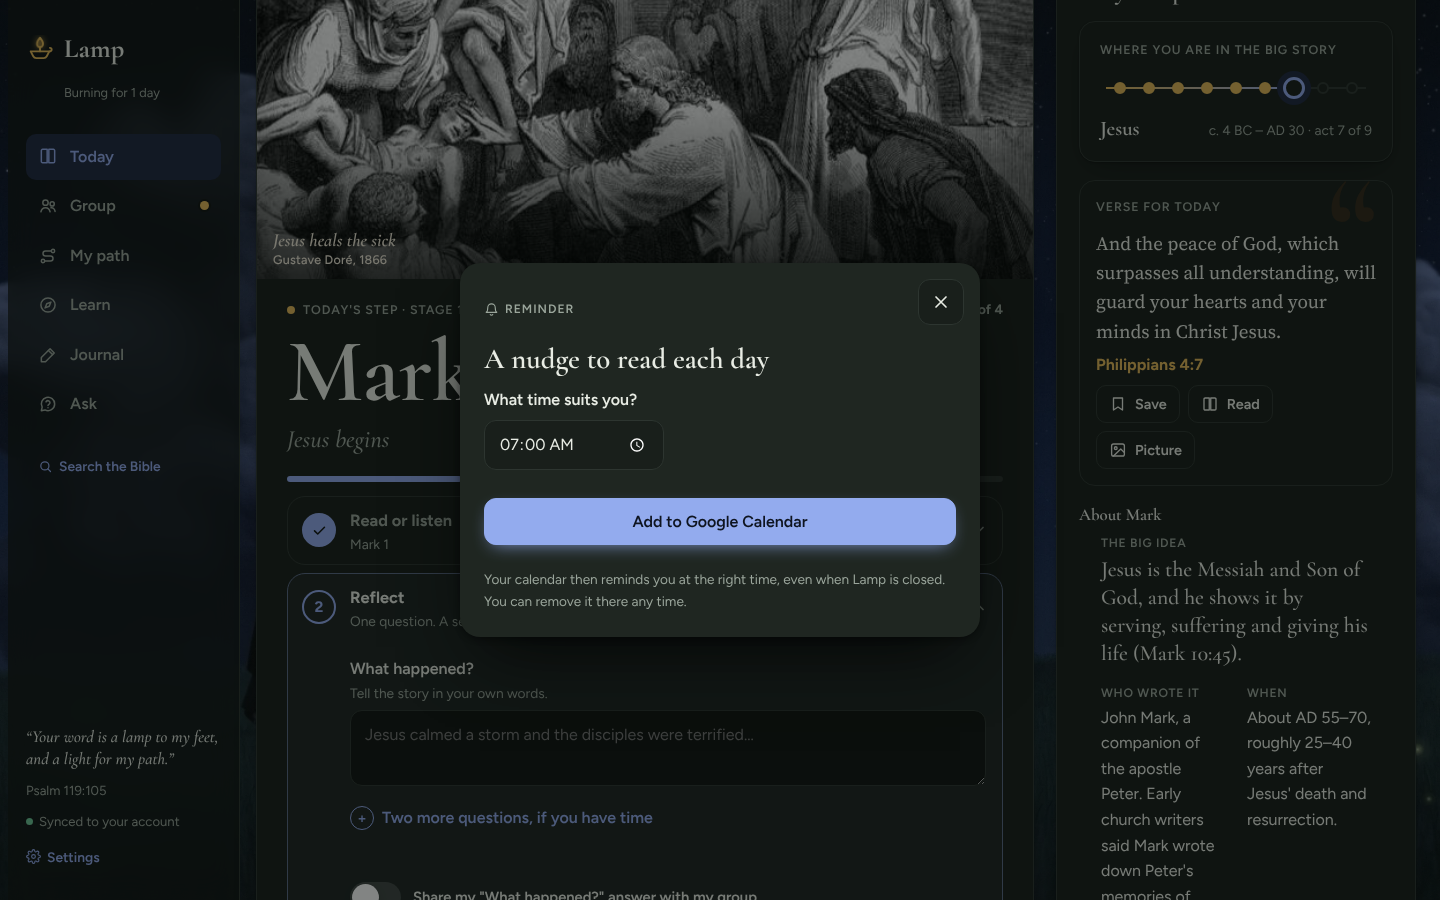 Lamp
Burning for 1 day
Today
Group
My path
Learn
Journal
Ask
Search the Bible
“Your word is a lamp to my feet,
and a light for my path.”
Psalm 119:105
Synced to your account
Settings
Jesus heals the sick
Gustave Doré, 1866
TODAY'S STEP · STAGE
of 4
Mark
Jesus begins
Read or listen
Mark 1
2
Reflect
One question. A
What happened?
Tell the story in your own words.
Jesus calmed a storm and the disciples were terrified...
Two more questions, if you have time
Share my "What happened?" answer with my group
REMINDER
A nudge to read each day
What time suits you?
07:00 AM
Add to Google Calendar
Your calendar then reminds you at the right time, even when Lamp is closed.
You can remove it there any time.
WHERE YOU ARE IN THE BIG STORY
Jesus
c. 4 BC – AD 30 · act 7 of 9
VERSE FOR TODAY
And the peace of God, which
surpasses all understanding, will
guard your hearts and your
minds in Christ Jesus.
Philippians 4:7
Save
Read
Picture
About Mark
THE BIG IDEA
Jesus is the Messiah and Son of
God, and he shows it by
serving, suffering and giving his
life (Mark 10:45).
WHO WROTE IT
John Mark, a
companion of
the apostle
Peter. Early
church writers
said Mark wrote
down Peter's
memories of
WHEN
About AD 55–70,
roughly 25–40
years after
Jesus' death and
resurrection.